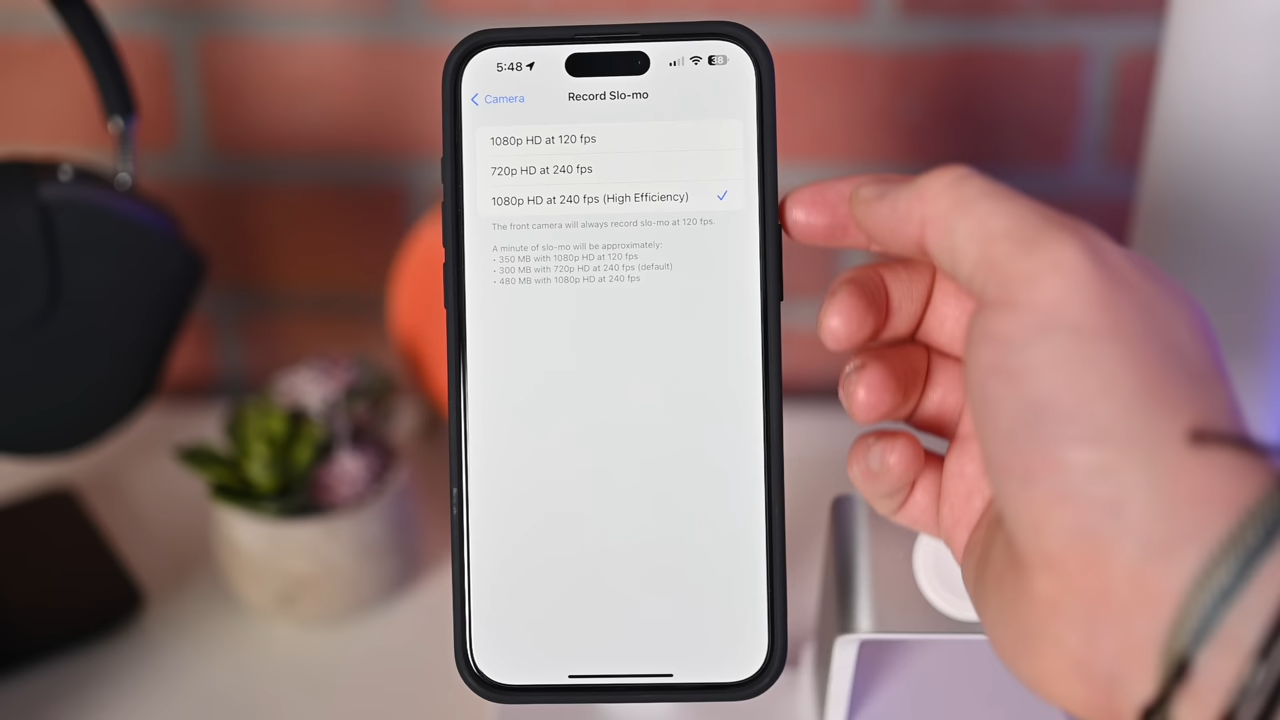 5:48
38
Camera
Record Slo-mo
1080p HD at 120 fps
720p HD at 240 fps
1080p HD at 240 fps (High Efficiency)
The front camera will always record slo-mo at 120 fps.
A minute of slo-mo will be approximately:
• 350 MB with 1080p HD at 120 fps
• 300 MB with 720p HD at 240 fps (default)
• 480 MB with 1080p HD at 240 fps